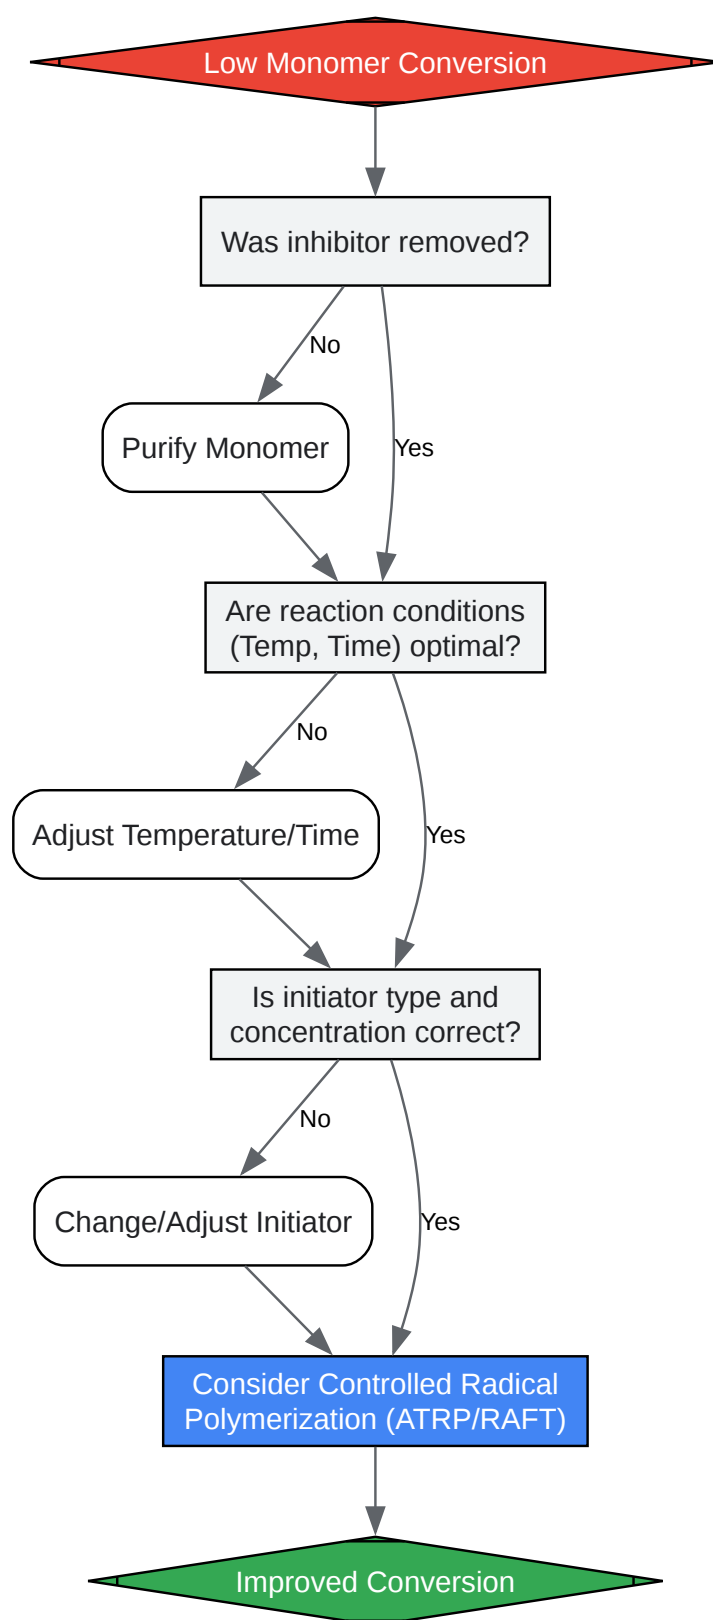 Low Monomer Conversion
Was inhibitor removed?
No
Purify Monomer
Yes
Are reaction conditions
(Temp, Time) optimal?
No
Adjust Temperature/Time
Yes
Is initiator type and
concentration correct?
No
Change/Adjust Initiator
Yes
Consider Controlled Radical
Polymerization (ATRP/RAFT)
Improved Conversion